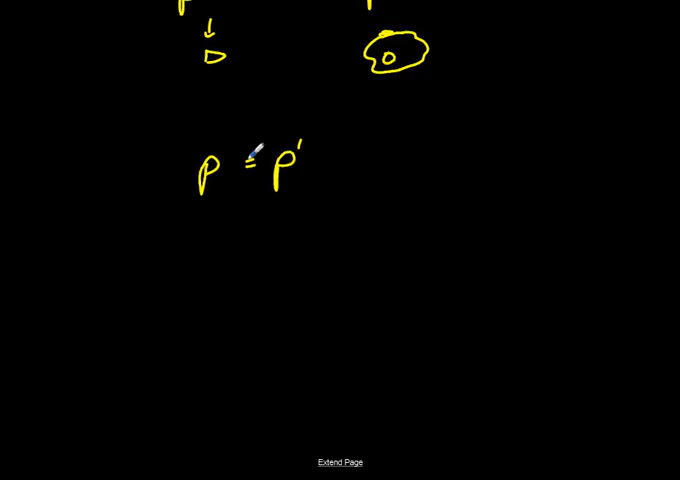 p = p'
Extend Page